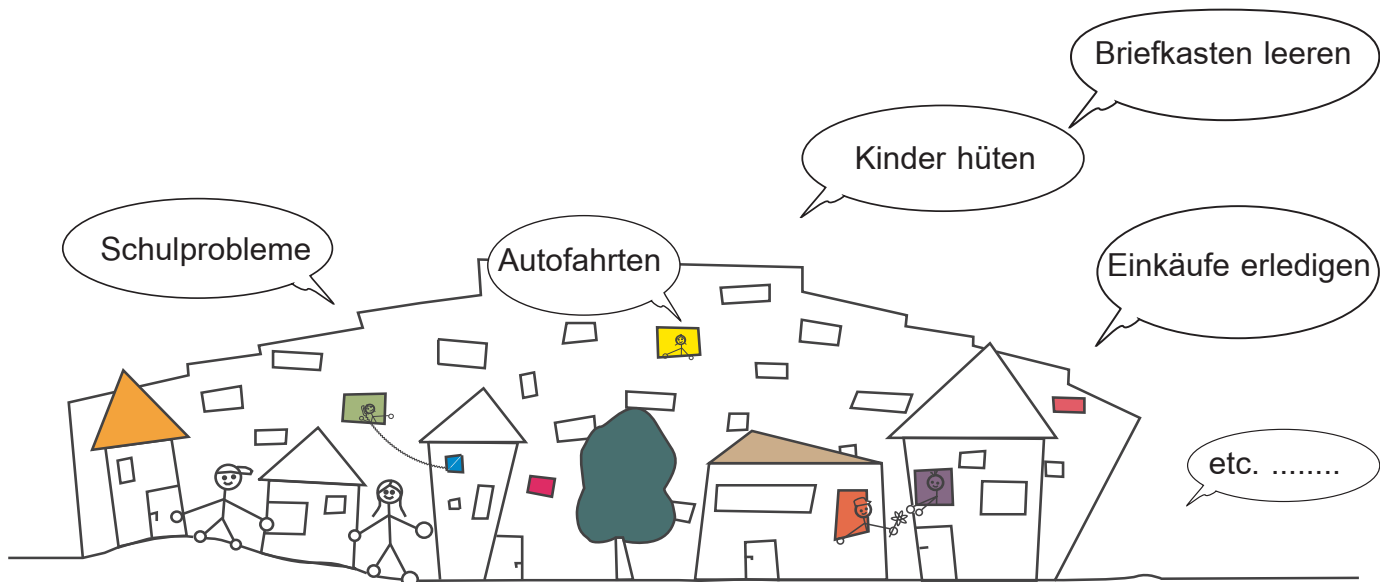 Briefkasten leeren
Kinder hüten
Schulprobleme
Autofahrten
Einkäufe erledigen
etc. ........